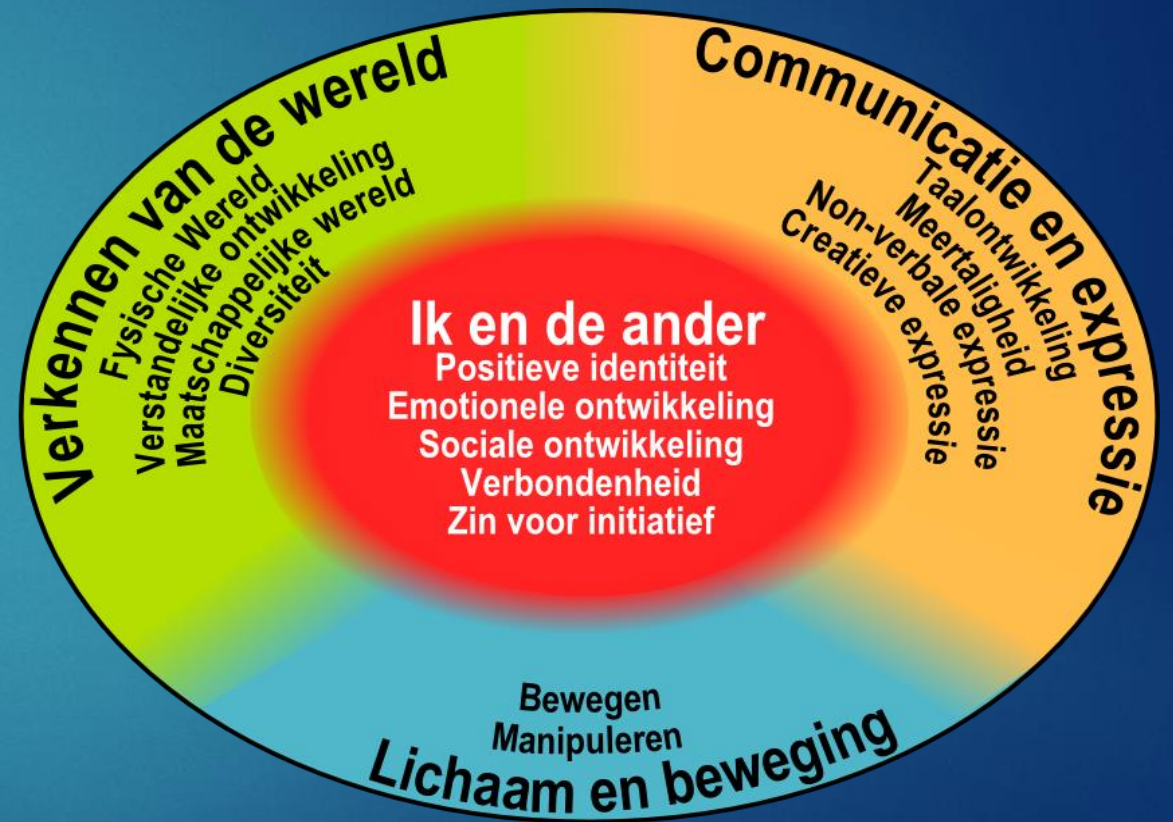 Verkennen van de wereld
Fysische Wereld
Verstandelijke ontwikkeling
Maatschappelijke wereld
Diversiteit
Communicatie en expressie
Taalontwikkeling
Meertaligheid
Non-verbale expressie
Creatieve expressie
Ik en de ander
Positieve identiteit
Emotionele ontwikkeling
Sociale ontwikkeling
Verbondenheid
Zin voor initiatief
Bewegen
Manipuleren
Lichaam en beweging